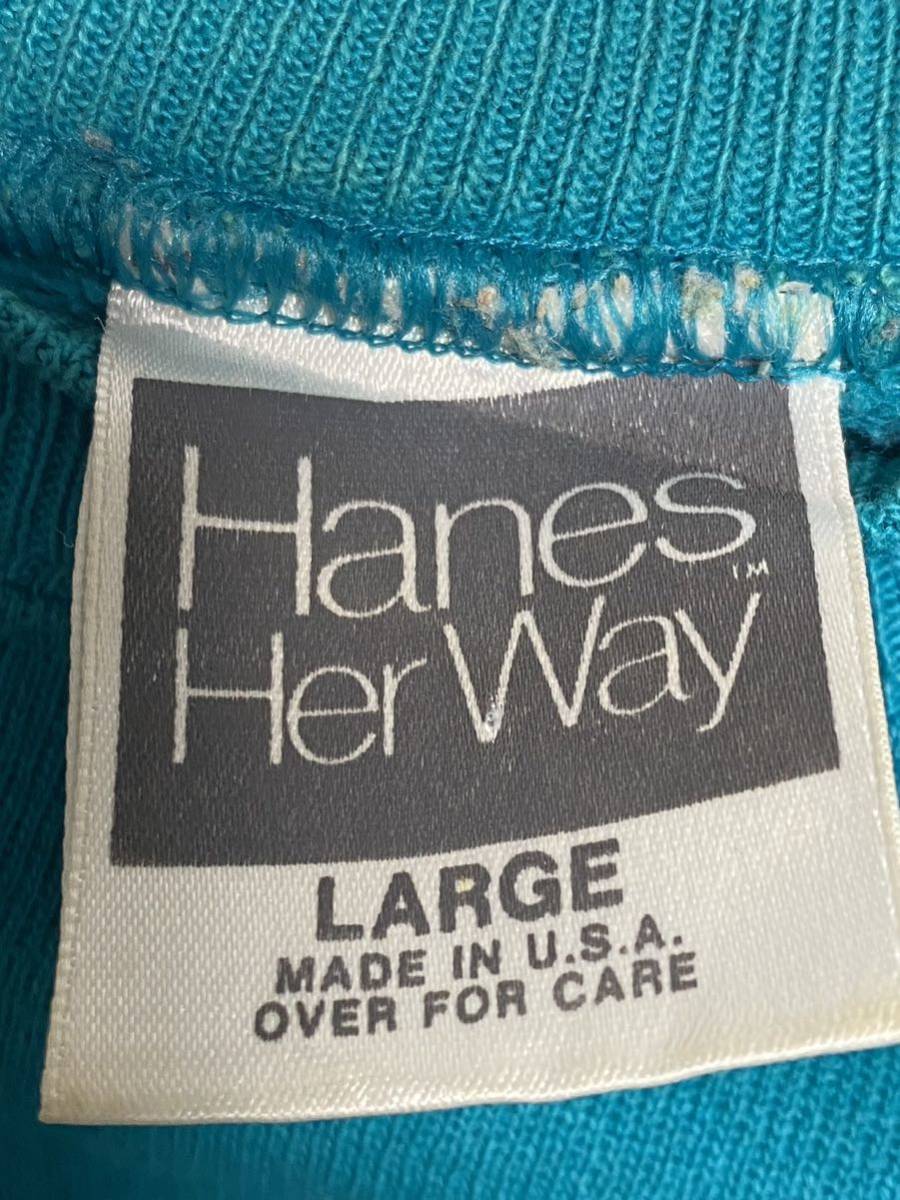 Hanes
TM
Her Way
LARGE
MADE IN U.S.A.
OVER FOR CARE